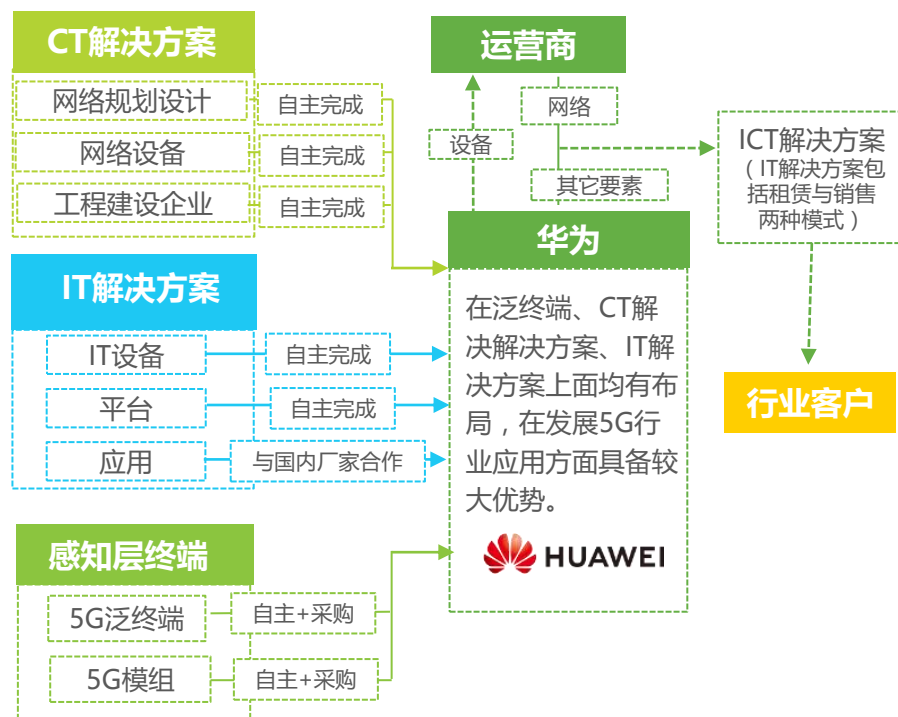 CT解决方案
网络规划设计
自主完成
网络设备
自主完成
工程建设企业
自主完成
IT解决方案
IT设备
自主完成
平台
自主完成
应用
与国内厂家合作
感知层终端
5G泛终端
自主+采购
5G模组
自主+采购
运营商
设备
网络
其它要素
华为
在泛终端、CT解
决解决方案、IT解
决方案上面均有布
局，在发展5G行
业应用方面具备较
大优势。
HUAWEI
ICT解决方案
（IT解决方案包
括租赁与销售
两种模式）
行业客户